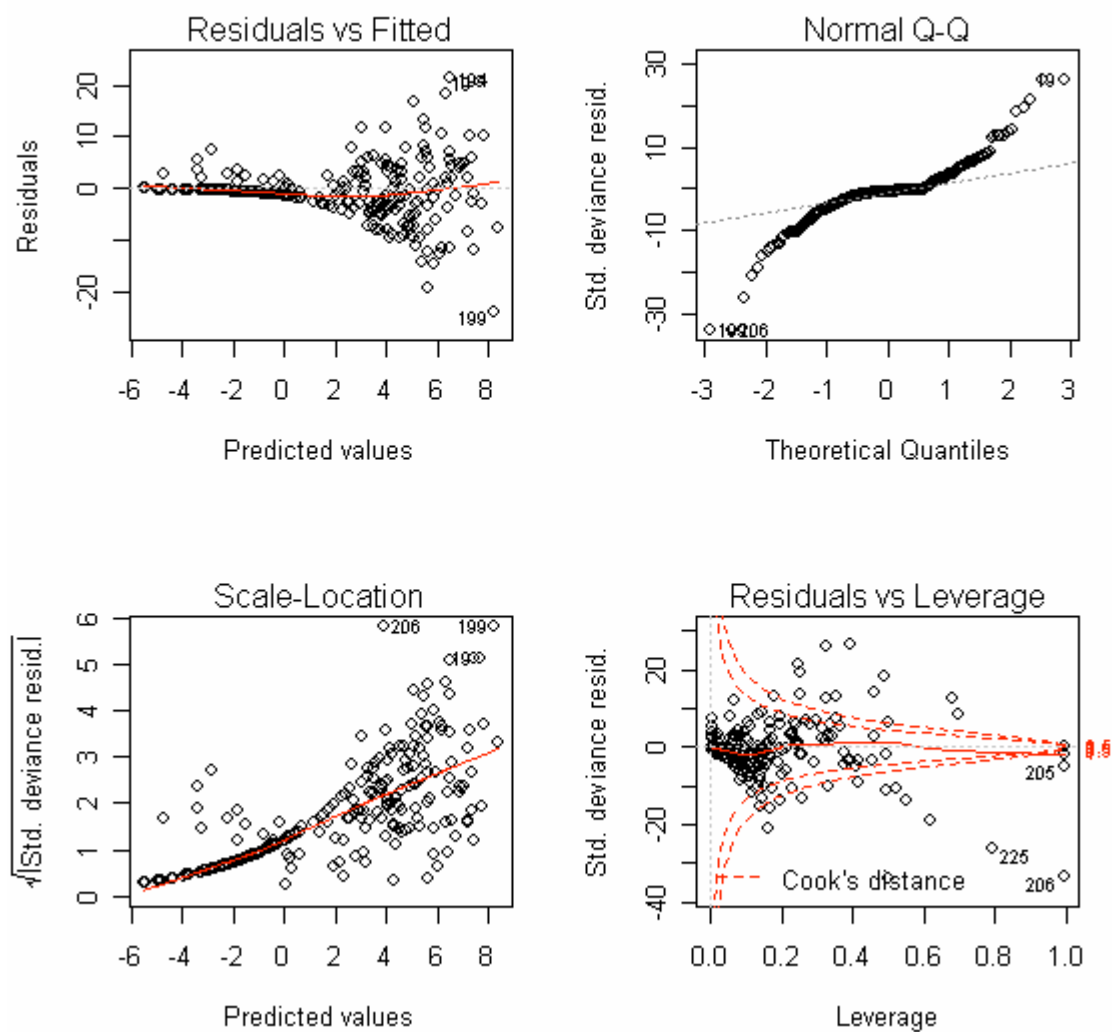 Residuals vs Fitted
Residuals
20
10
0
-20
199
-6 -4 -2 0 2 4 6 8
Predicted values
Normal Q-Q
Std. deviance resid.
30
10
-10
-30
206
-3 -2 -1 0 1 2 3
Theoretical Quantiles
Scale-Location
√|Std. deviance resid.|
6
5
4
3
2
1
0
206
199
-6 -4 -2 0 2 4 6 8
Predicted values
Residuals vs Leverage
Std. deviance resid.
20
0
-20
-40
205
225
206
Cook's distance
0.0 0.2 0.4 0.6 0.8 1.0
Leverage